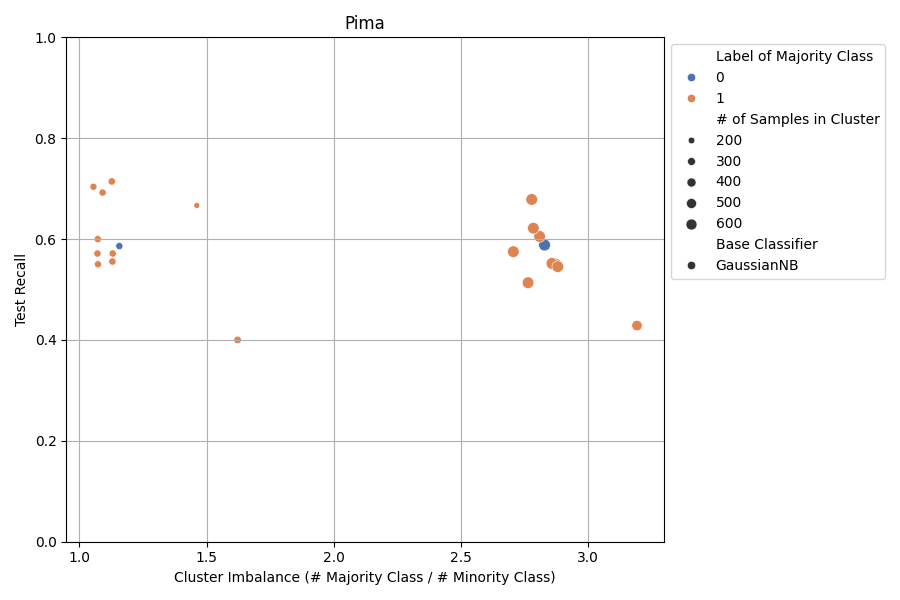 Pima
1.0
0.8
0.6
0.4
0.2
0.0
Test Recall
1.0
1.5
2.0
2.5
3.0
Cluster Imbalance (# Majority Class / # Minority Class)
Label of Majority Class
0
1
# of Samples in Cluster
200
300
400
500
600
Base Classifier
GaussianNB